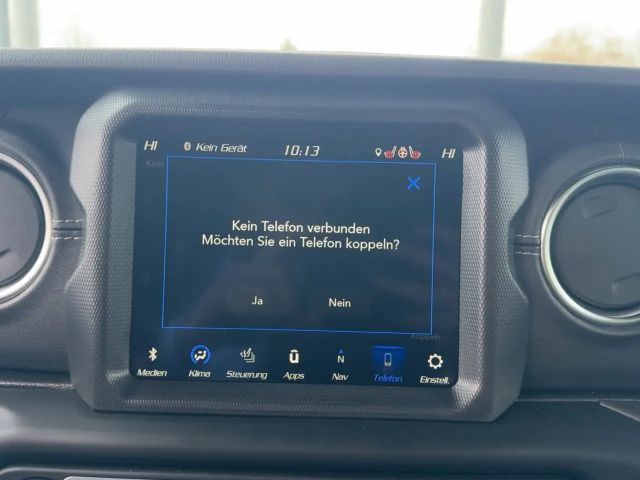 HI Kein Gerät 10:13 HI
Kein
Kein Telefon verbunden
Möchten Sie ein Telefon koppeln?
Ja Nein
Koppeln
Medien Klima Steuerung Apps Nav Telefon Einstell.